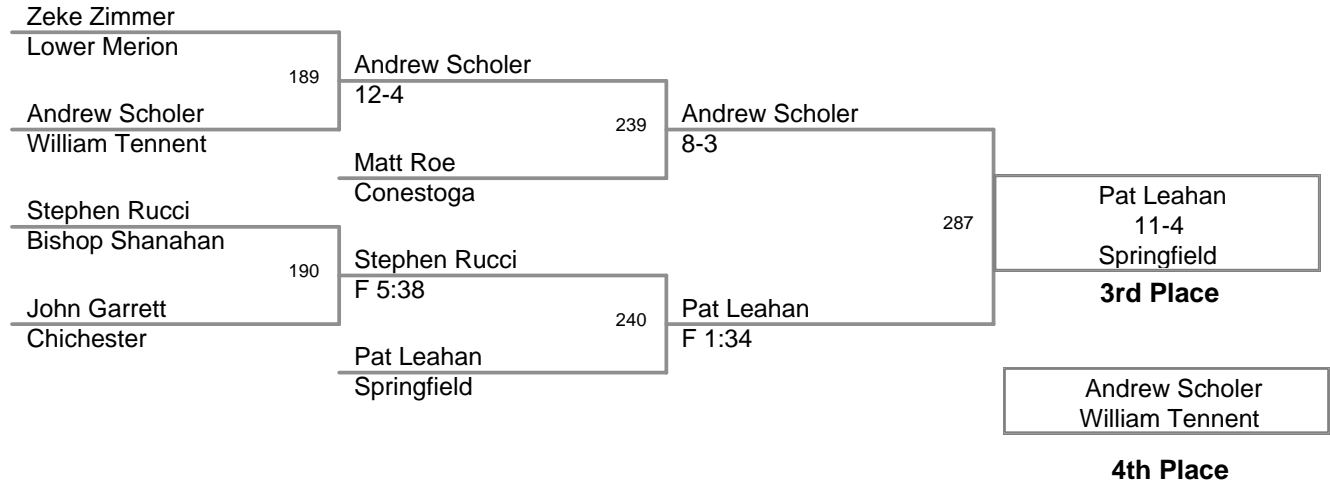 Zeke Zimmer
Lower Merion
189
Andrew Scholer
12-4
Andrew Scholer
William Tennent
239
Andrew Scholer
8-3
Matt Roe
Conestoga
Stephen Rucci
Bishop Shanahan
190
Stephen Rucci
F 5:38
John Garrett
Chichester
240
Pat Leahan
F 1:34
Pat Leahan
Springfield
287
Pat Leahan
11-4
Springfield
3rd Place
Andrew Scholer
William Tennent
4th Place